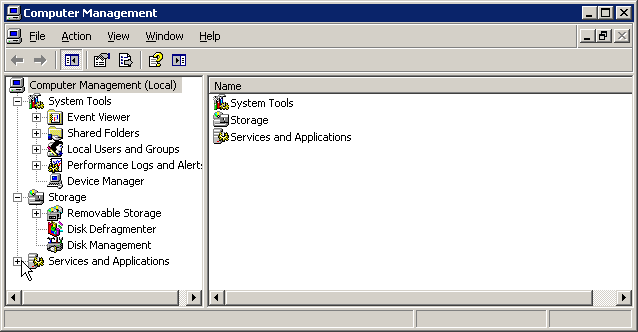 Computer Management
File Action View Window Help
Computer Management (Local)
System Tools
Event Viewer
Shared Folders
Local Users and Groups
Performance Logs and Alerts
Device Manager
Storage
Removable Storage
Disk Defragmenter
Disk Management
Services and Applications
Name
System Tools
Storage
Services and Applications